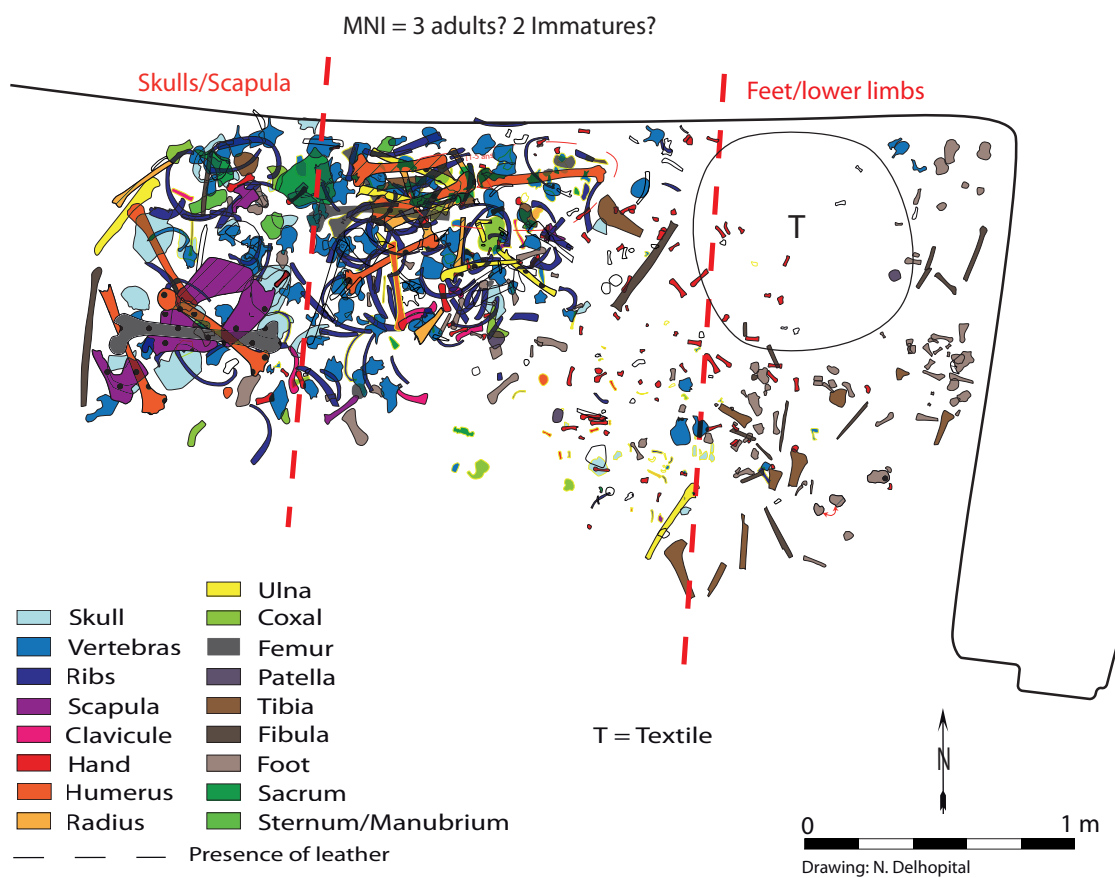 MNI = 3 adults? 2 Immatures?
Skulls/Scapula
Feet/lower limbs
T
Skull
Vertebras
Ribs
Scapula
Clavicule
Hand
Humerus
Radius
Ulna
Coxal
Femur
Patella
Tibia
Fibula
Foot
Sacrum
Sternum/Manubrium
Presence of leather
T = Textile
N
0 1 m
Drawing: N. Delhopital